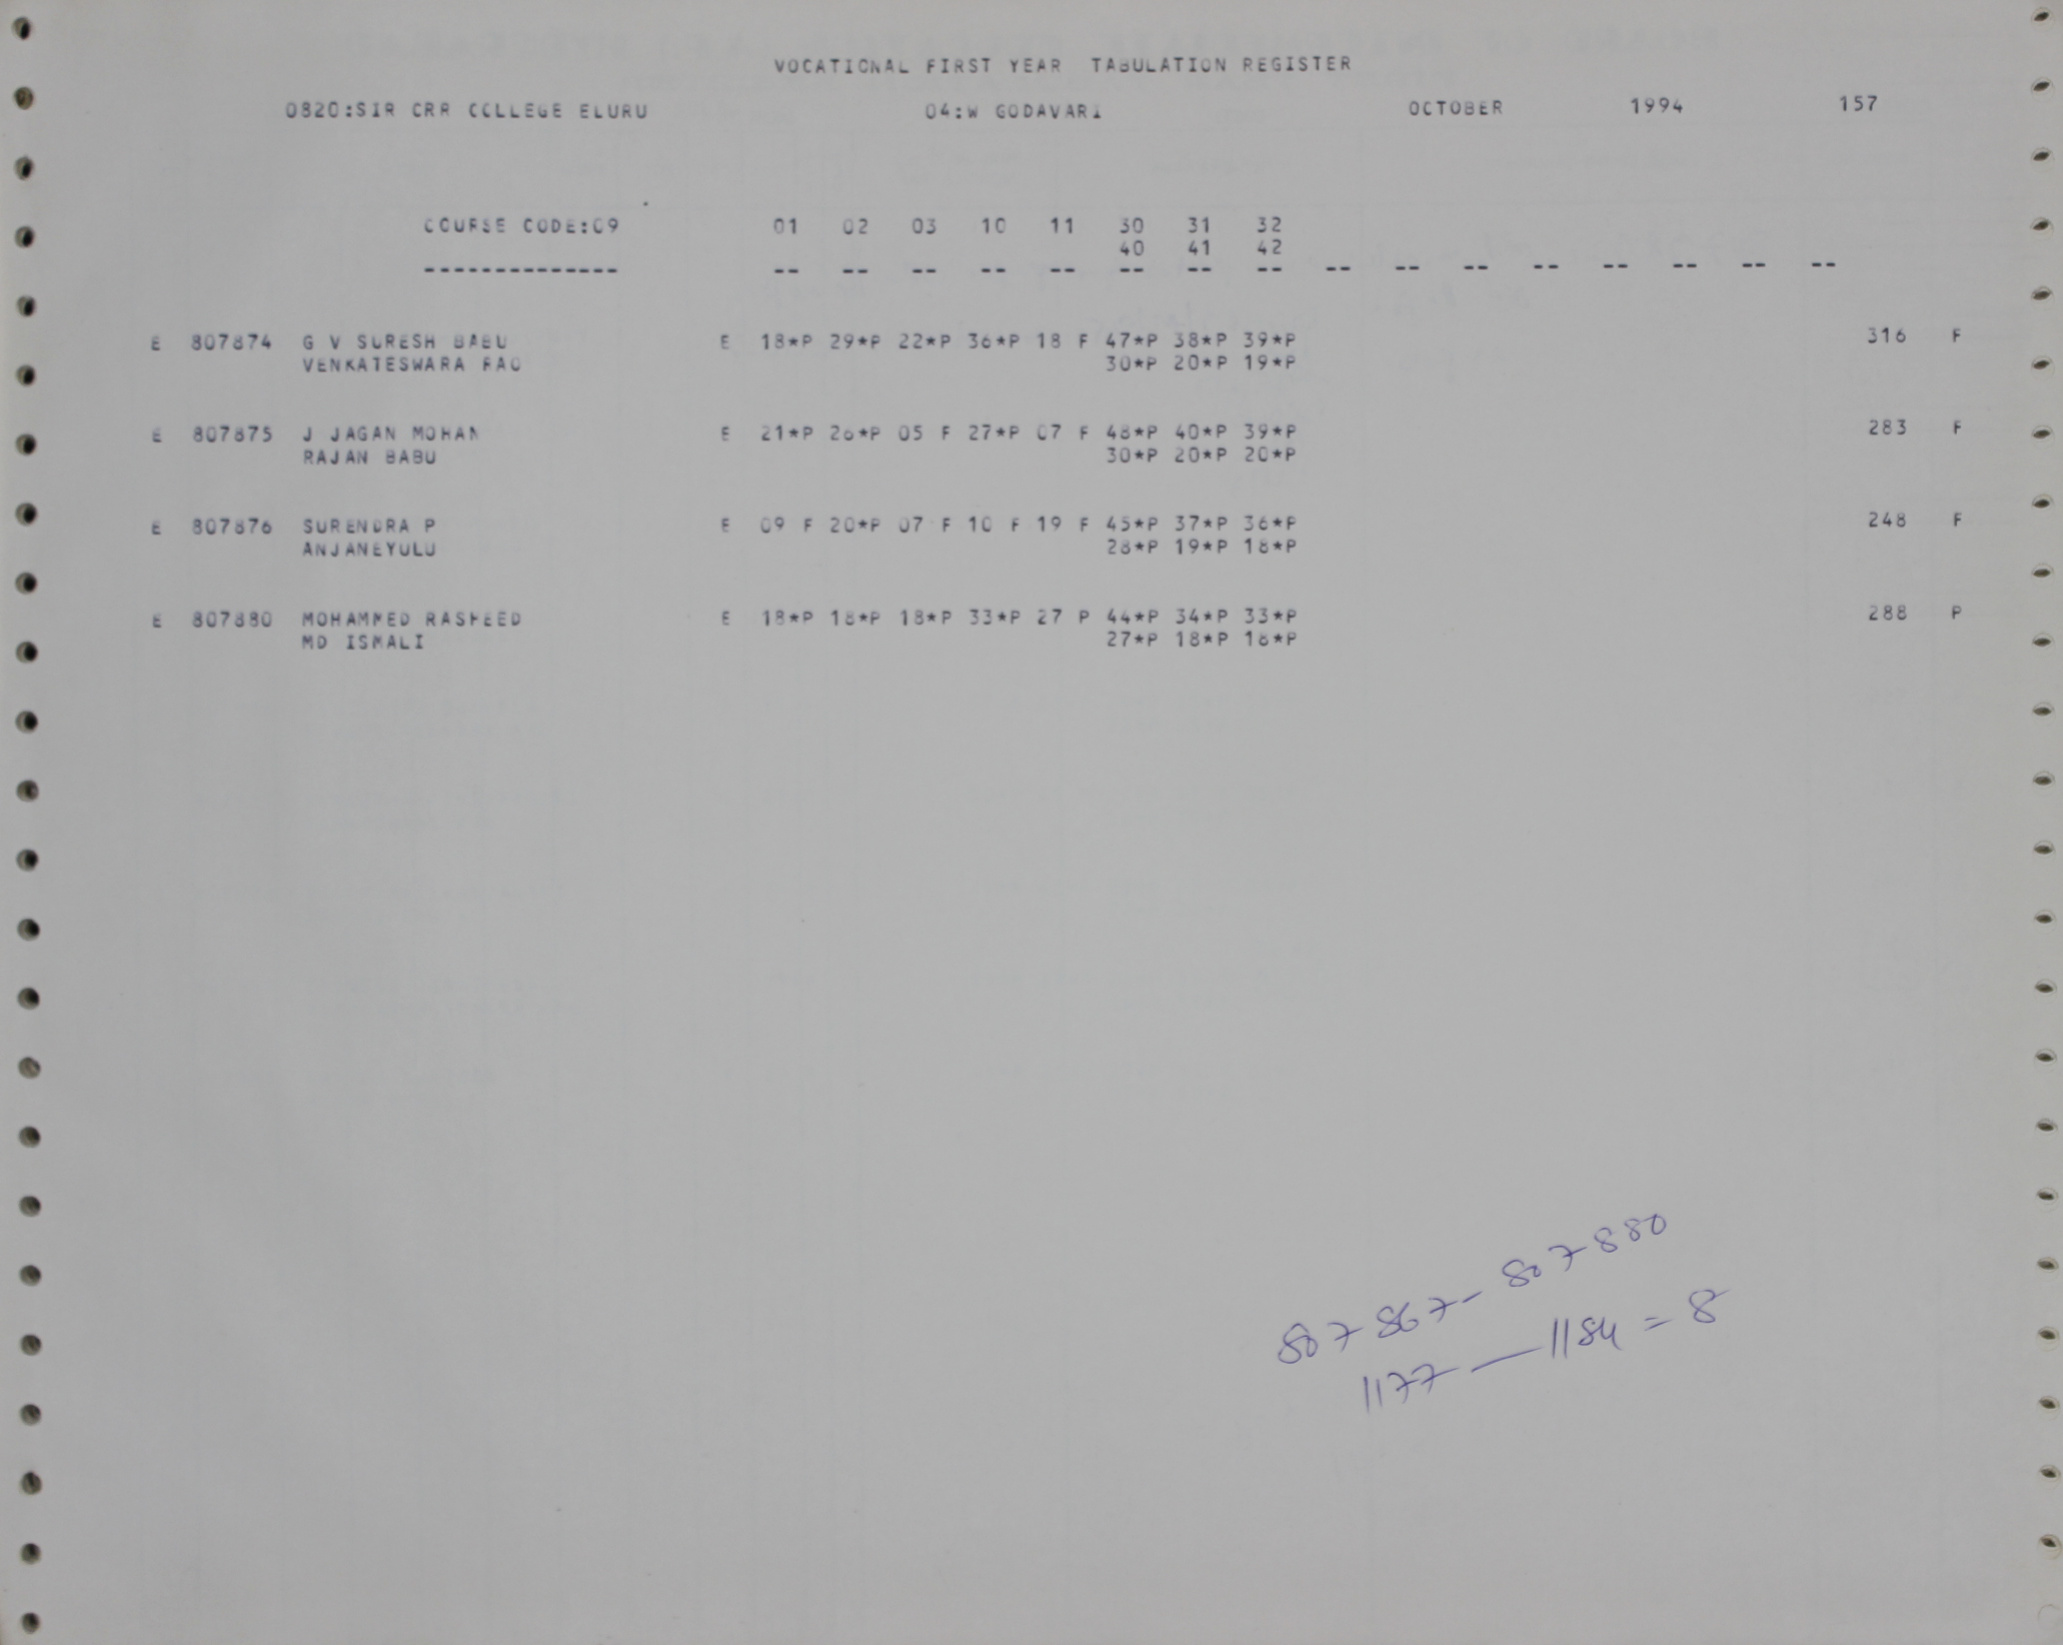 VOCATIONAL FIRST YEAR TABULATION REGISTER
0820:SIR CRR COLLEGE ELURU 04:W GODAVARI OCTOBER 1994 157
COURSE CODE:09 01 02 03 10 11 30 31 32
40 41 42
-------------- -- -- -- -- -- -- -- -- -- -- -- -- -- -- -- --
E 807874 G V SURESH BABU E 18*P 29*P 22*P 36*P 18 F 47*P 38*P 39*P 316 F
VENKATESWARA RAO 30*P 20*P 19*P
E 807875 J JAGAN MOHAN E 21*P 26*P 05 F 27*P 07 F 48*P 40*P 39*P 283 F
RAJAN BABU 30*P 20*P 20*P
E 807876 SURENDRA P E 09 F 20*P 07 F 10 F 19 F 45*P 37*P 36*P 248 F
ANJANEYULU 28*P 19*P 18*P
E 807880 MOHAMMED RASHEED E 18*P 18*P 18*P 33*P 27 P 44*P 34*P 33*P 288 P
MD ISMALI 27*P 18*P 18*P
807867 - 807880
1177 — 1184 = 8